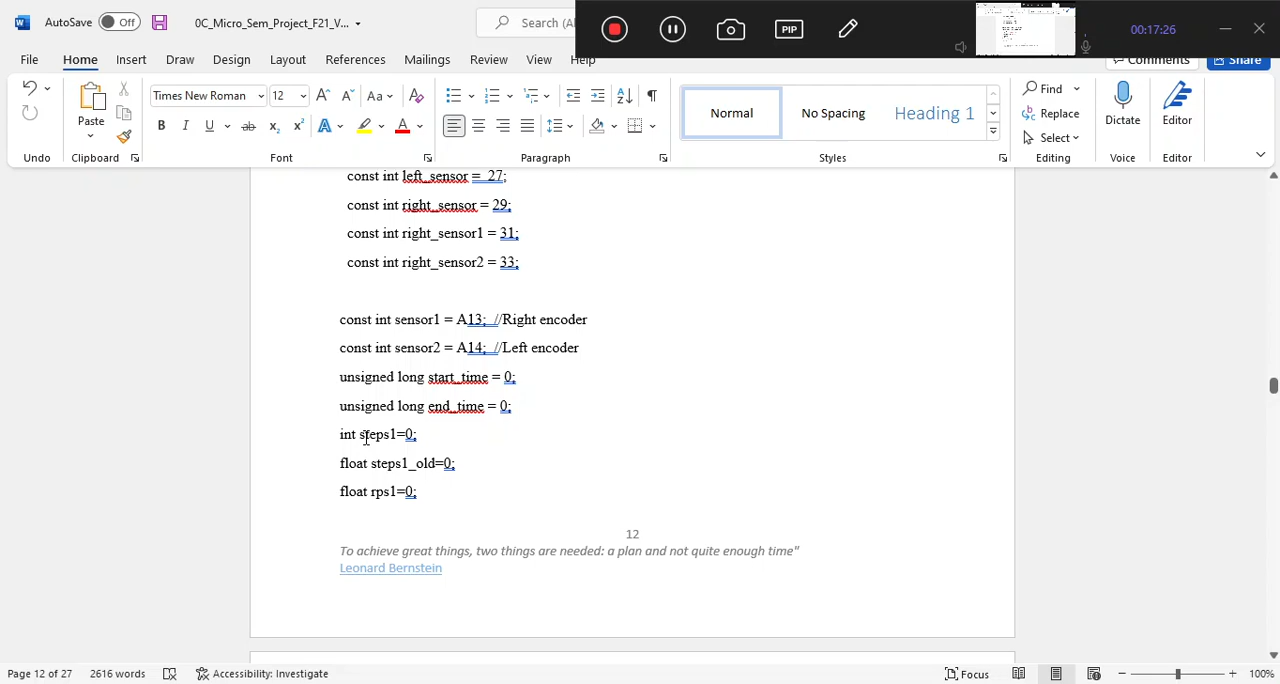 AutoSave Off QC Search (Al 00:17:26
File Home Draw Mailings Review View Help Comments Share
Paste Times New Roman 12 Aa Normal No Spacing Heading 1 Find Replace Select Dictate Editor
Undo Clipboard Font Paragraph Styles Editing Voice Editor
const int left_sensor = 27;
const int right_sensor = 29;
const int right_sensor1 = 31;
const int right_sensor2 = 33;
const int sensor1 = A13; //Right encoder
const int sensor2 = A14; //Left encoder
unsigned long start_time = 0;
unsigned long end_time = 0;
int steps1=0;
float steps1_old=0;
float rps1=0;
12
To achieve great things, two things are needed: a plan and not quite enough time"
Leonard Bernstein
Page 12 of 27 2616 words Accessibility: Investigate Focus 100%